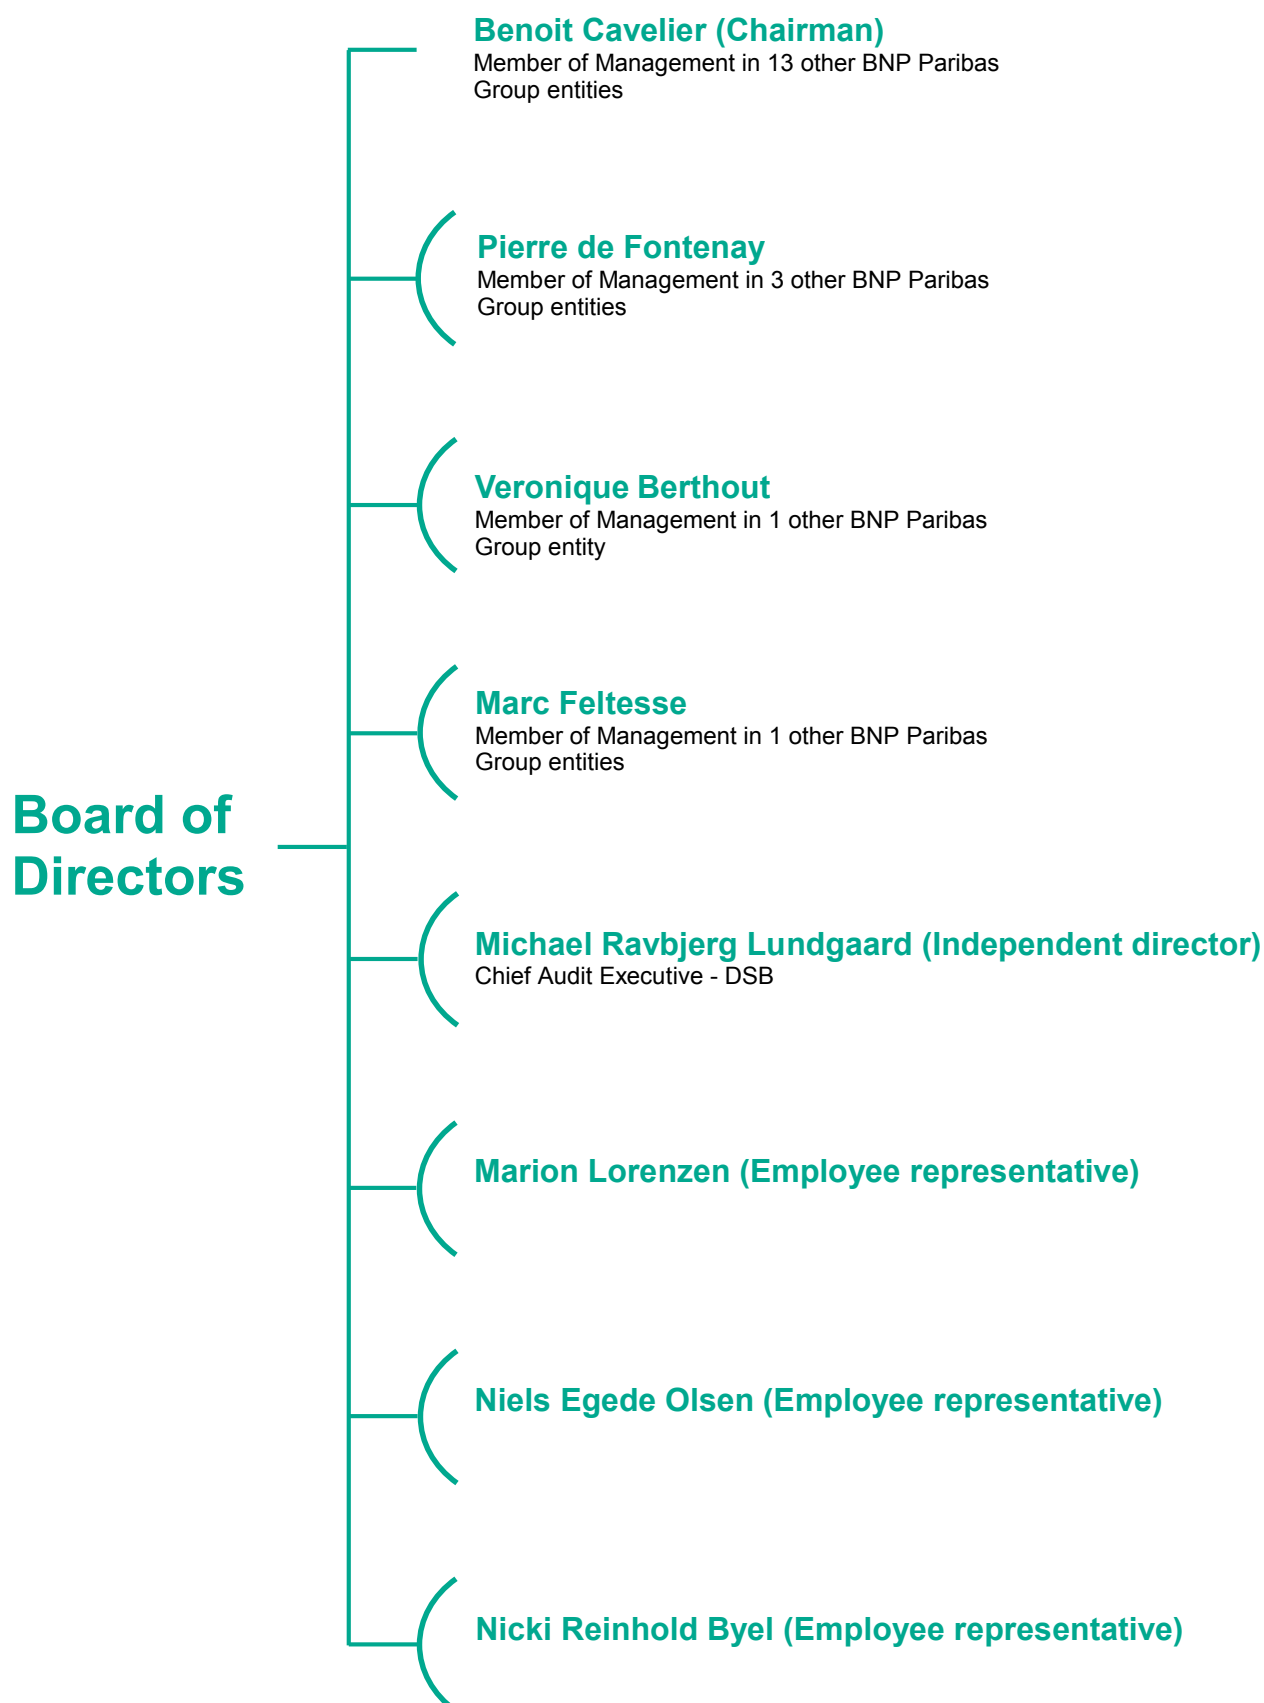 Board of
Directors
Benoit Cavelier (Chairman)
Member of Management in 13 other BNP Paribas
Group entities
Pierre de Fontenay
Member of Management in 3 other BNP Paribas
Group entities
Veronique Berthout
Member of Management in 1 other BNP Paribas
Group entity
Marc Feltesse
Member of Management in 1 other BNP Paribas
Group entities
Michael Ravbjerg Lundgaard (Independent director)
Chief Audit Executive - DSB
Marion Lorenzen (Employee representative)
Niels Egede Olsen (Employee representative)
Nicki Reinhold Byel (Employee representative)